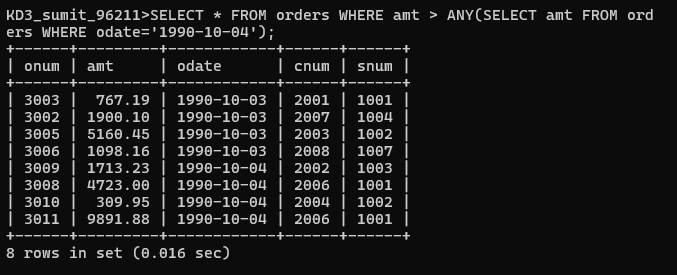 KD3_sumit_96211>SELECT * FROM orders WHERE amt > ANY(SELECT amt FROM ord
ers WHERE odate='1990-10-04');
+------+---------+------------+------+------+
| onum | amt     | odate      | cnum | snum |
+------+---------+------------+------+------+
| 3003 |  767.19 | 1990-10-03 | 2001 | 1001 |
| 3002 | 1900.10 | 1990-10-03 | 2007 | 1004 |
| 3005 | 5160.45 | 1990-10-03 | 2003 | 1002 |
| 3006 | 1098.16 | 1990-10-03 | 2008 | 1007 |
| 3009 | 1713.23 | 1990-10-04 | 2002 | 1003 |
| 3008 | 4723.00 | 1990-10-04 | 2006 | 1001 |
| 3010 |  309.95 | 1990-10-04 | 2004 | 1002 |
| 3011 | 9891.88 | 1990-10-04 | 2006 | 1001 |
+------+---------+------------+------+------+
8 rows in set (0.016 sec)